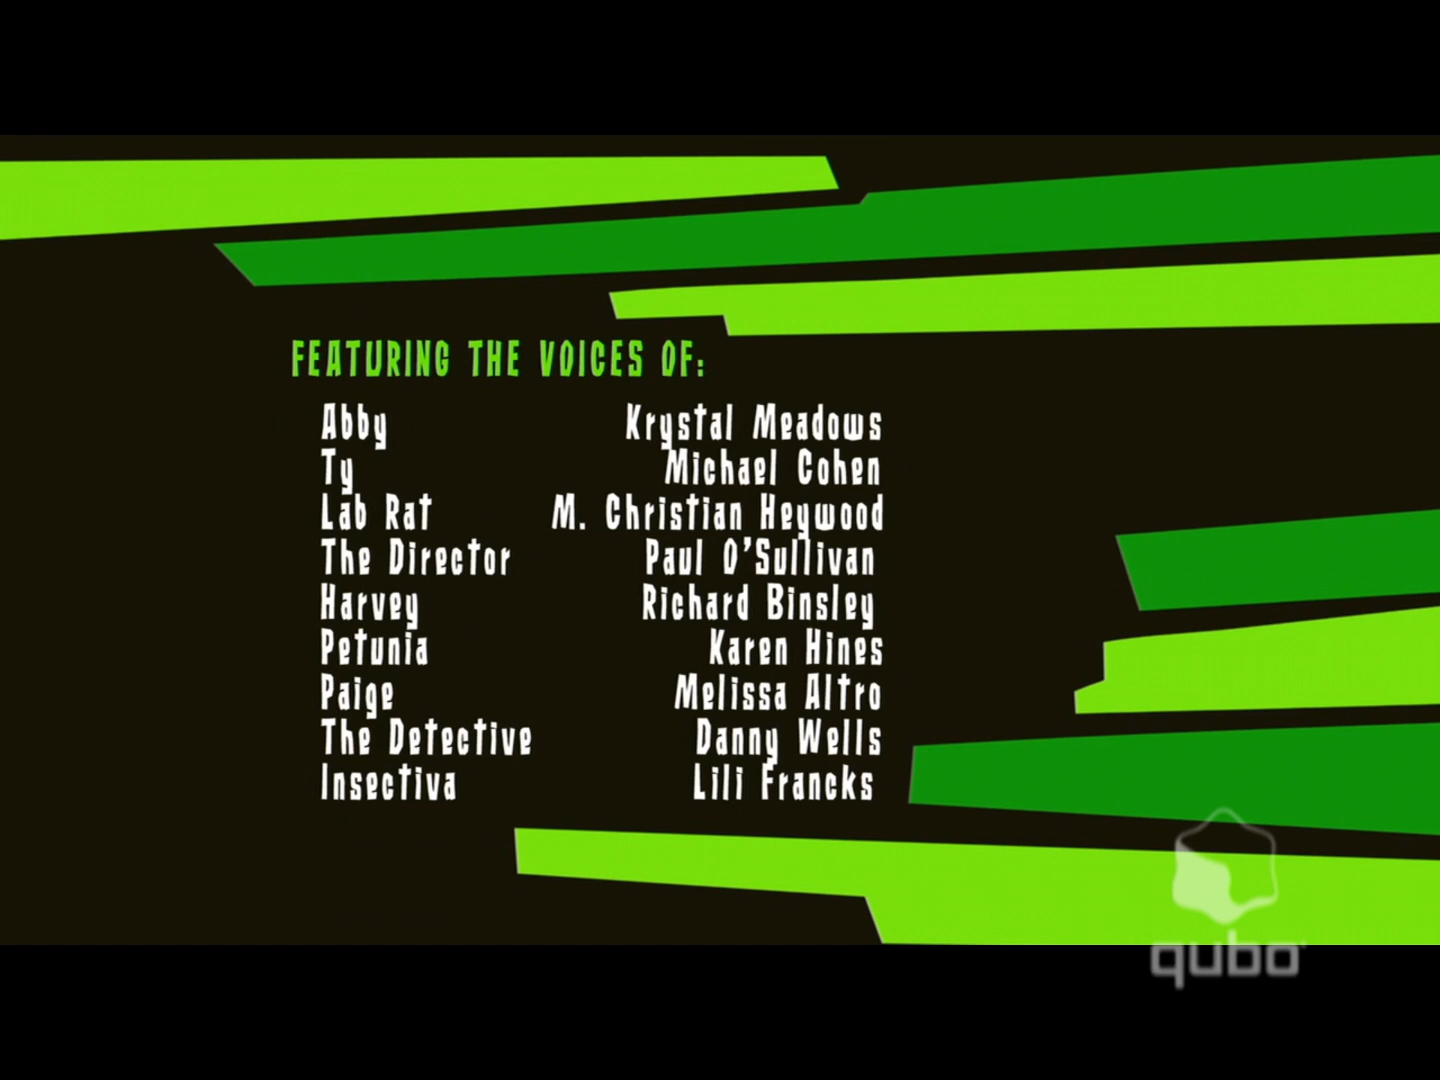 FEATURING THE VOICES OF:
Abby Krystal Meadows
Ty Michael Cohen
Lab Rat M. Christian Heywood
The Director Paul O'Sullivan
Harvey Richard Binsley
Petunia Karen Hines
Paige Melissa Altro
The Detective Danny Wells
Insectiva Lili Francks
qubo